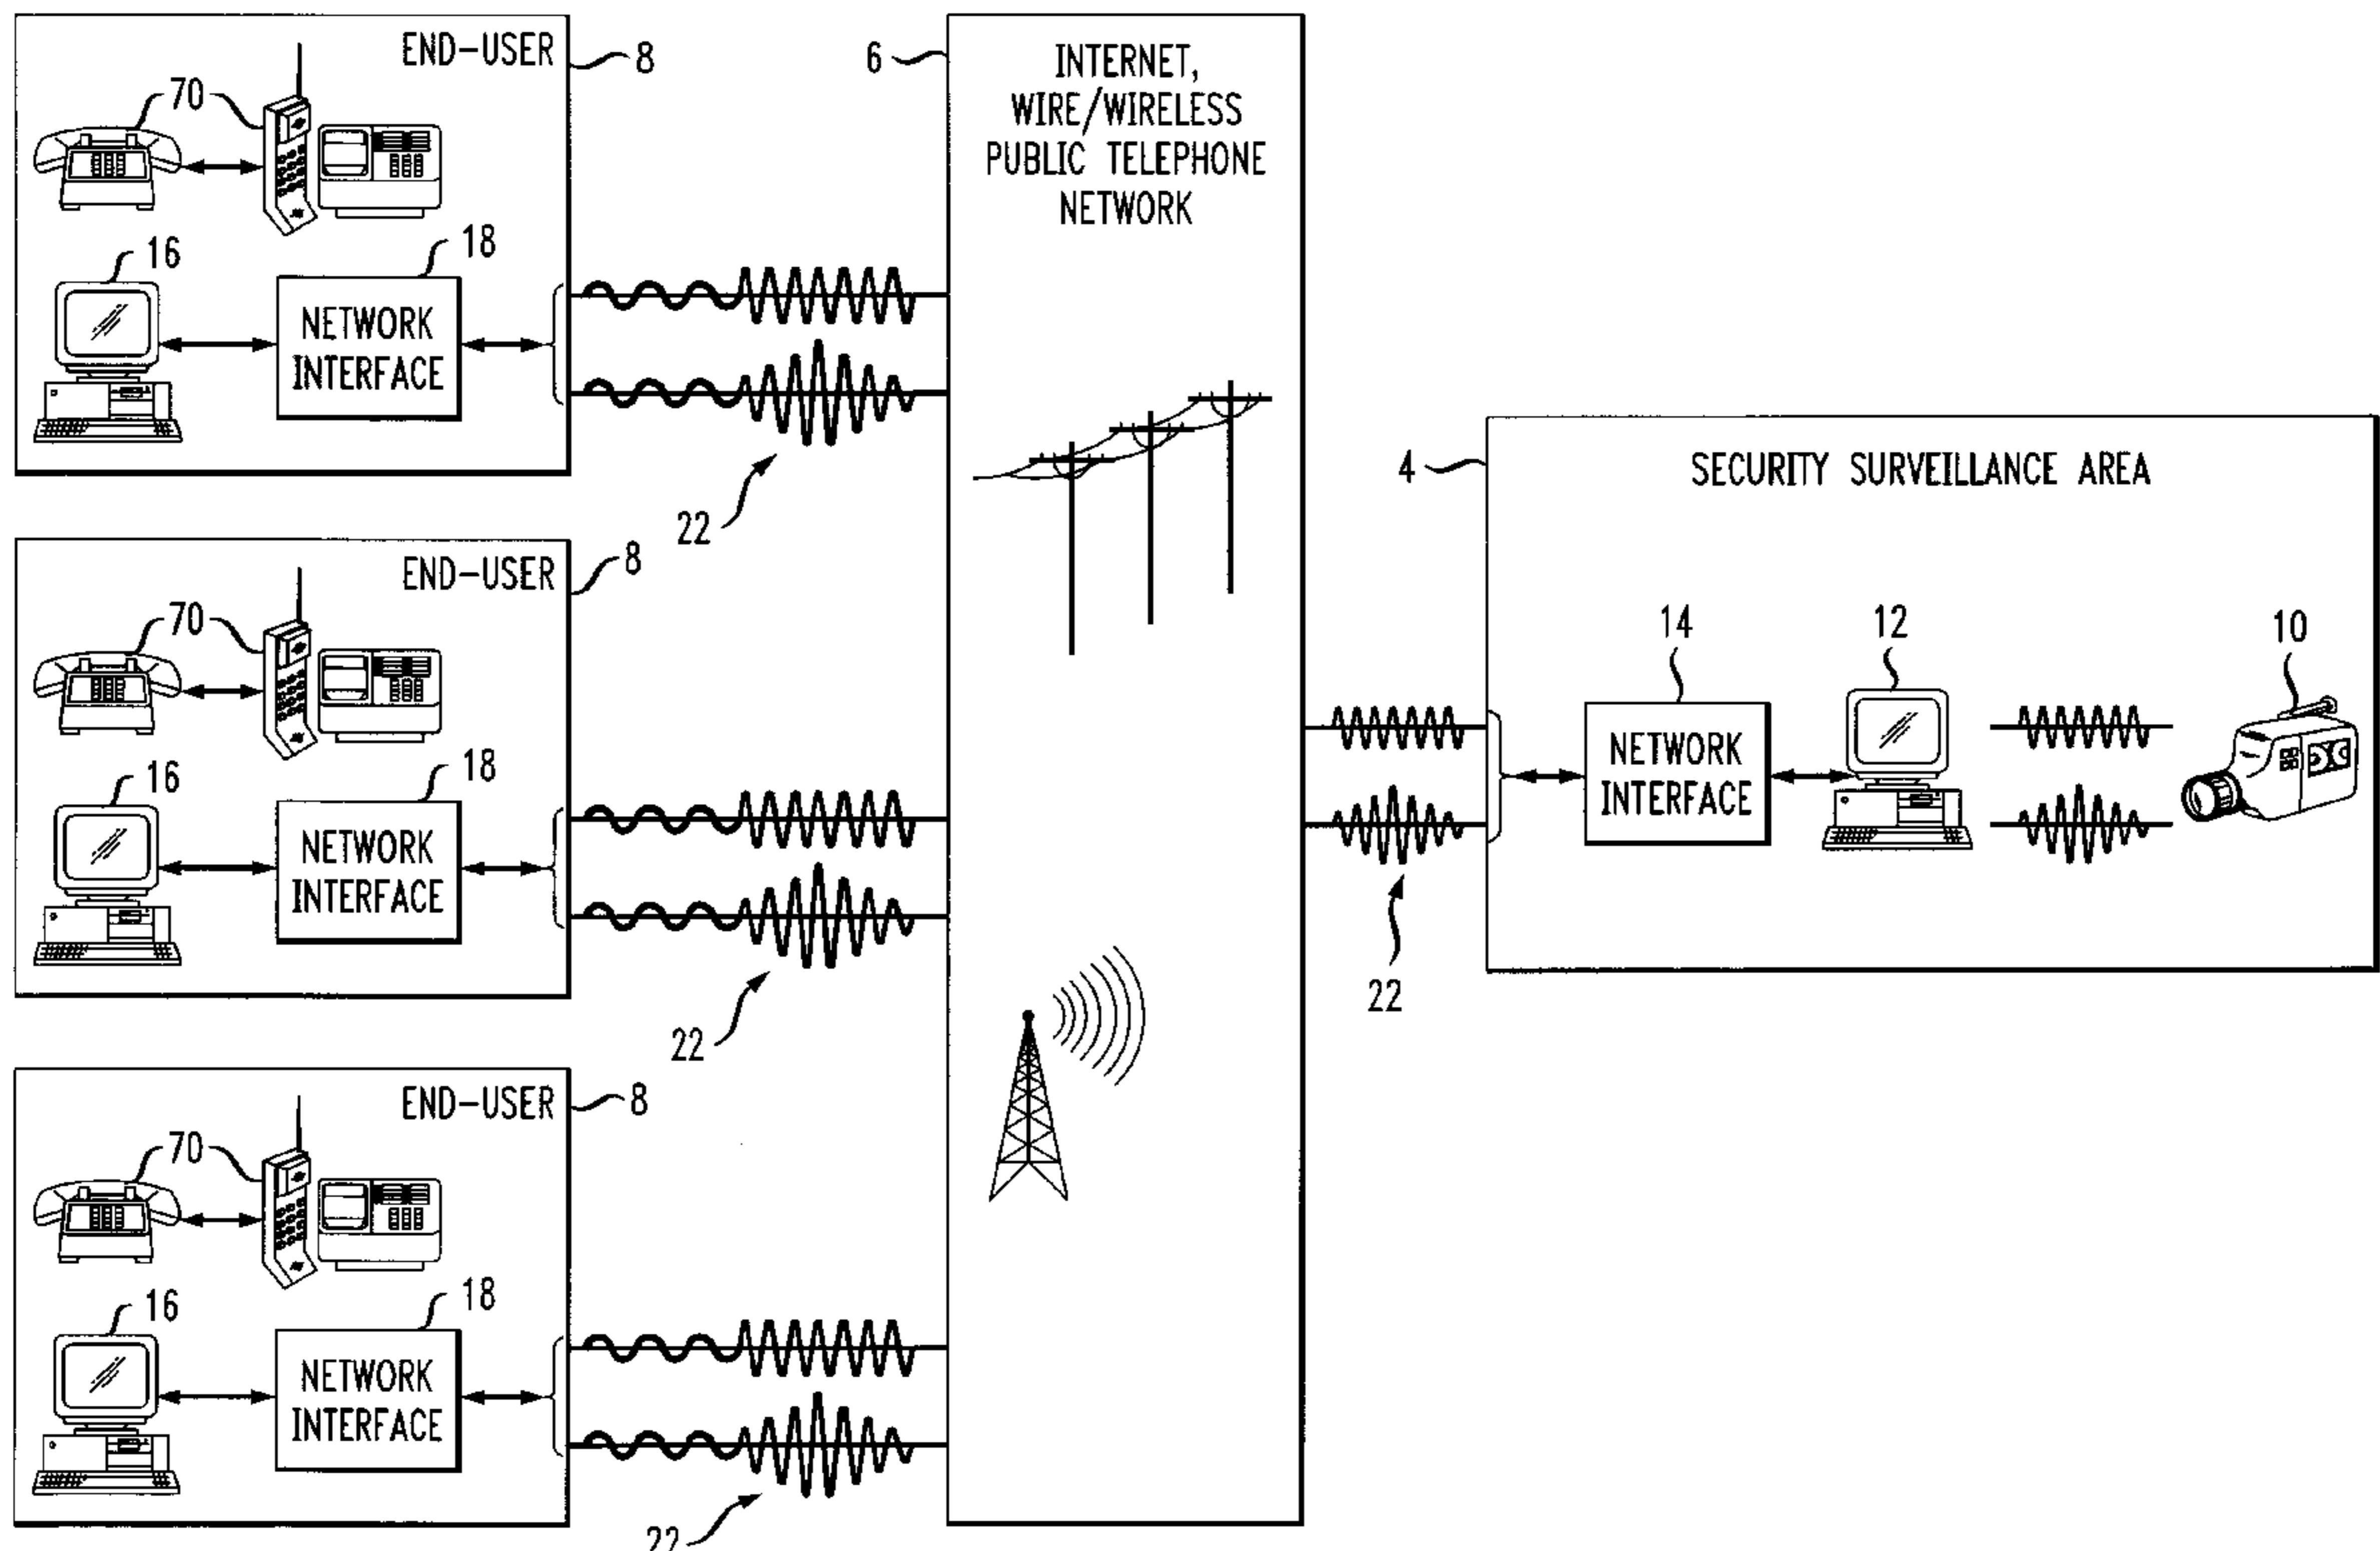 END-USER
8
70
16
18
NETWORK
INTERFACE
22
END-USER
8
70
16
18
NETWORK
INTERFACE
22
END-USER
8
70
16
18
NETWORK
INTERFACE
22
6
INTERNET,
WIRE/WIRELESS
PUBLIC TELEPHONE
NETWORK
22
4
SECURITY SURVEILLANCE AREA
14
12
10
NETWORK
INTERFACE